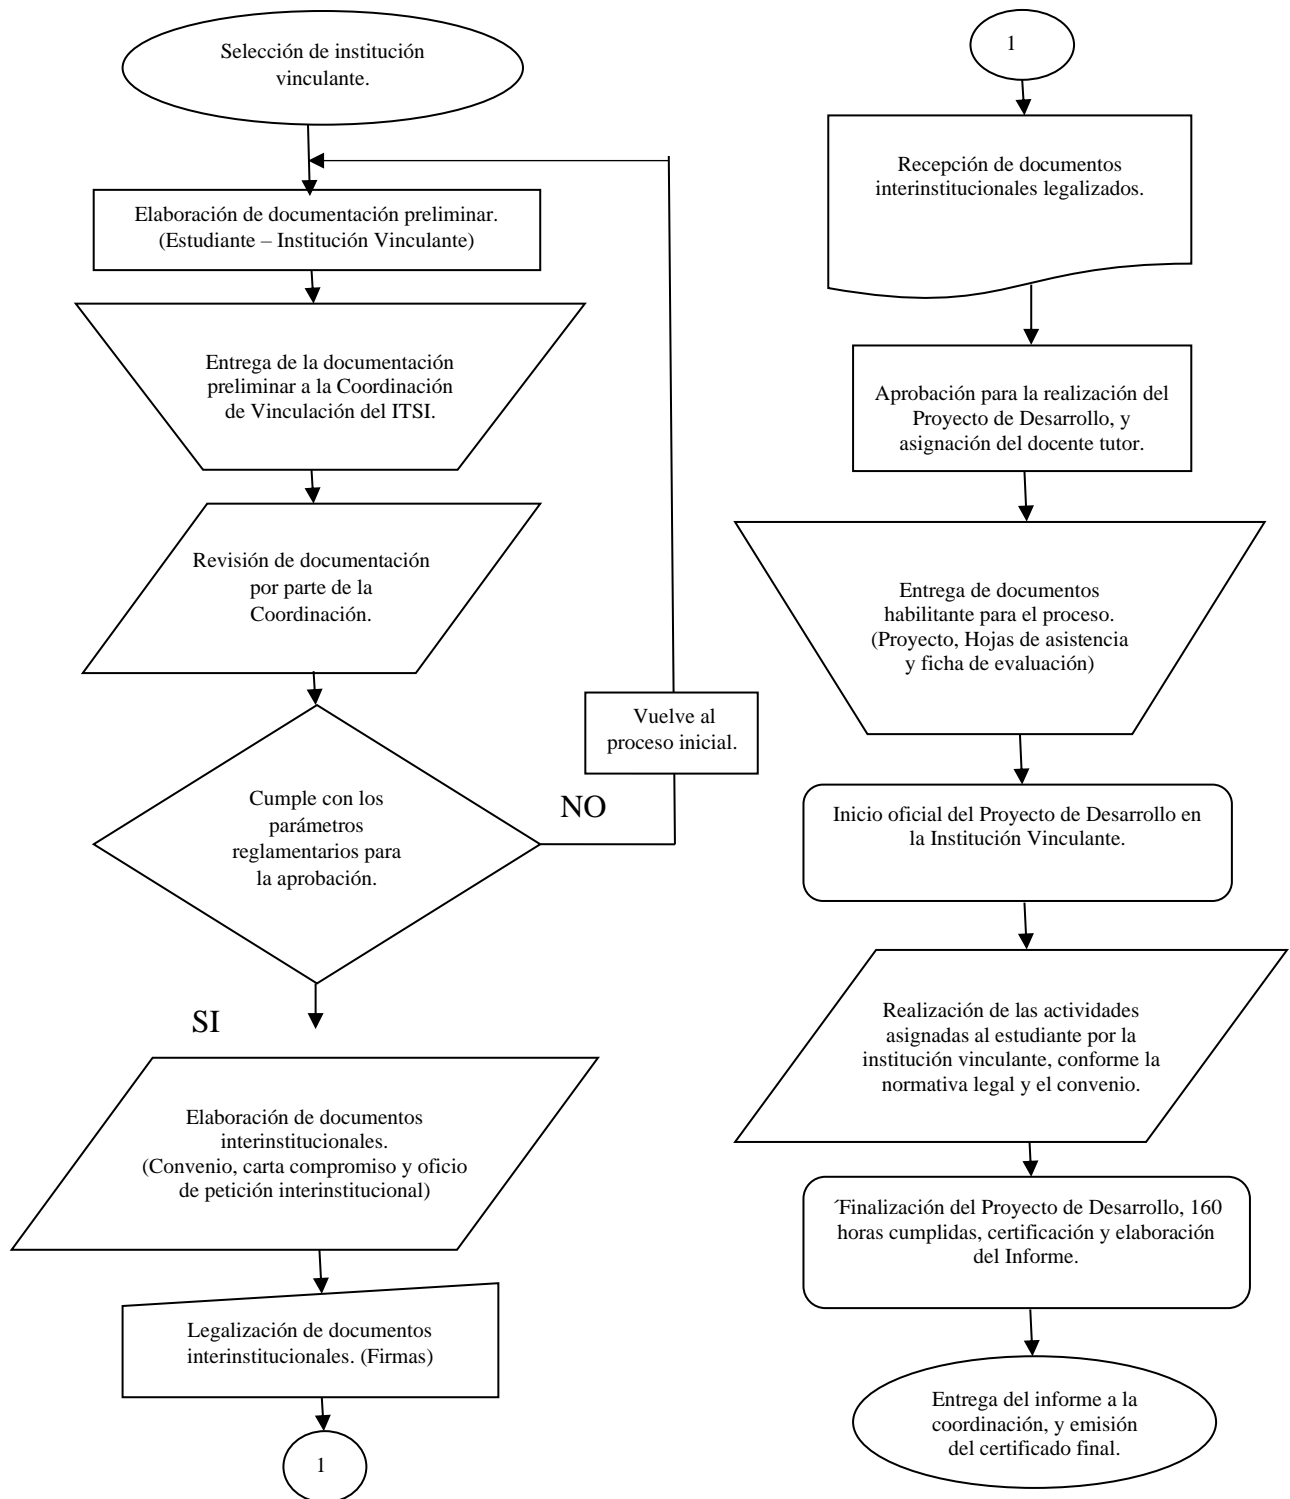 Selección de institución
vinculante.
Elaboración de documentación preliminar.
(Estudiante – Institución Vinculante)
Entrega de la documentación
preliminar a la Coordinación
de Vinculación del ITSI.
Revisión de documentación
por parte de la
Coordinación.
Cumple con los
parámetros
reglamentarios para
la aprobación.
NO
Vuelve al
proceso inicial.
SI
Elaboración de documentos
interinstitucionales.
(Convenio, carta compromiso y oficio
de petición interinstitucional)
Legalización de documentos
interinstitucionales. (Firmas)
1
1
Recepción de documentos
interinstitucionales legalizados.
Aprobación para la realización del
Proyecto de Desarrollo, y
asignación del docente tutor.
Entrega de documentos
habilitante para el proceso.
(Proyecto, Hojas de asistencia
y ficha de evaluación)
Inicio oficial del Proyecto de Desarrollo en
la Institución Vinculante.
Realización de las actividades
asignadas al estudiante por la
institución vinculante, conforme la
normativa legal y el convenio.
´Finalización del Proyecto de Desarrollo, 160
horas cumplidas, certificación y elaboración
del Informe.
Entrega del informe a la
coordinación, y emisión
del certificado final.